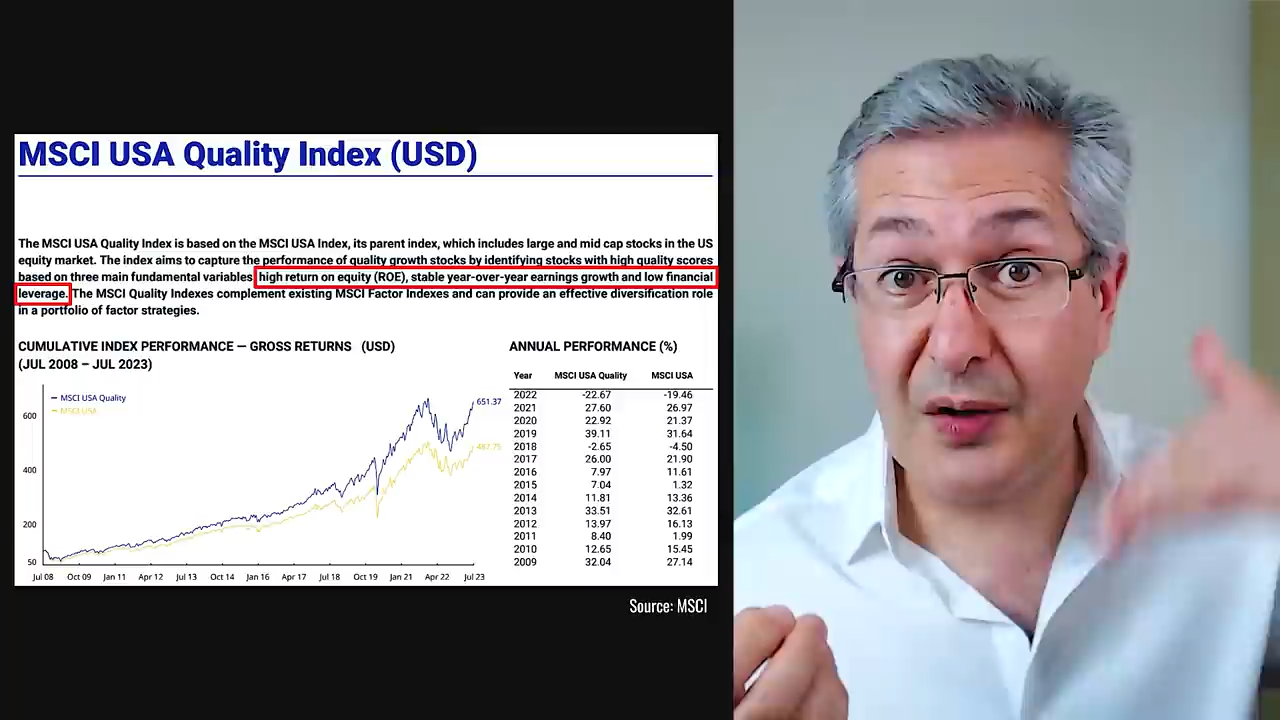 MSCI USA Quality Index (USD)
The MSCI USA Quality Index is based on the MSCI USA Index, its parent index, which includes large and mid cap stocks in the US
equity market. The index aims to capture the performance of quality growth stocks by identifying stocks with high quality scores
based on three main fundamental variables high return on equity (ROE), stable year-over-year earnings growth and low financial
leverage. The MSCI Quality Indexes complement existing MSCI Factor Indexes and can provide an effective diversification role
in a portfolio of factor strategies.
CUMULATIVE INDEX PERFORMANCE — GROSS RETURNS (USD)
(JUL 2008 – JUL 2023)
MSCI USA Quality
MSCI USA
651.37
487.75
600
400
200
50
Jul 08 Oct 09 Jan 11 Apr 12 Jul 13 Oct 14 Jan 16 Apr 17 Jul 18 Oct 19 Jan 21 Apr 22 Jul 23
ANNUAL PERFORMANCE (%)
Year MSCI USA Quality MSCI USA
2022 -22.67 -19.46
2021 27.60 26.97
2020 22.92 21.37
2019 39.11 31.64
2018 -2.65 -4.50
2017 26.00 21.90
2016 7.97 11.61
2015 7.04 1.32
2014 11.81 13.36
2013 33.51 32.61
2012 13.97 16.13
2011 8.40 1.99
2010 12.65 15.45
2009 32.04 27.14
Source: MSCI